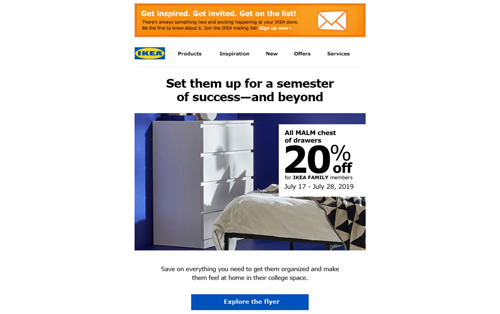 Get inspired. Get invited. Get on the list!
There's always something new and exciting happening at your IKEA store.
Be the first to know about it. Join the IKEA mailing list! Sign up now ›
IKEA
Products Inspiration New Offers Services
Set them up for a semester
of success—and beyond
All MALM chest
of drawers
20% off
for IKEA FAMILY members
July 17 - July 28, 2019
Save on everything you need to get them organized and make
them feel at home in their college space.
Explore the flyer